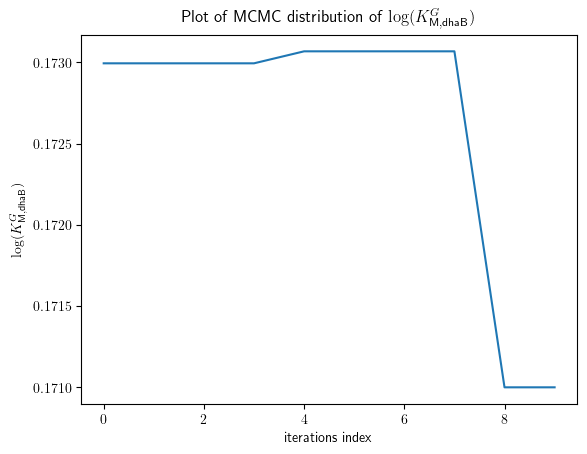 Plot of MCMC distribution of log(K^G_M,dhaB)
0.1730
0.1725
0.1720
0.1715
0.1710
log(K^G_M,dhaB)
0 2 4 6 8
iterations index